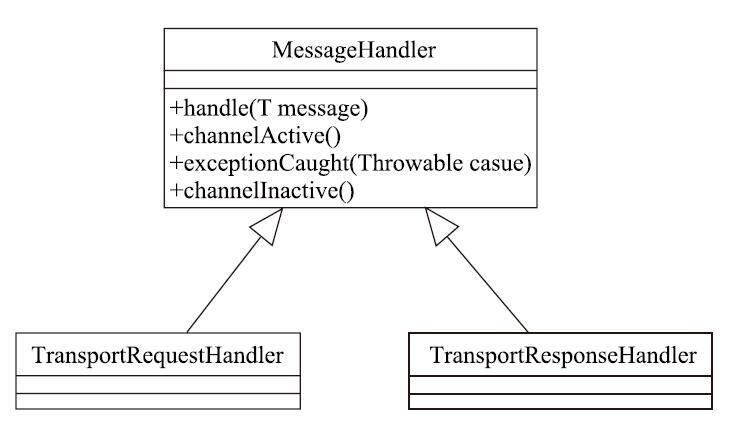 MessageHandler
+handle(T message)
+channelActive()
+exceptionCaught(Throwable casue)
+channelInactive()
TransportRequestHandler
TransportResponseHandler